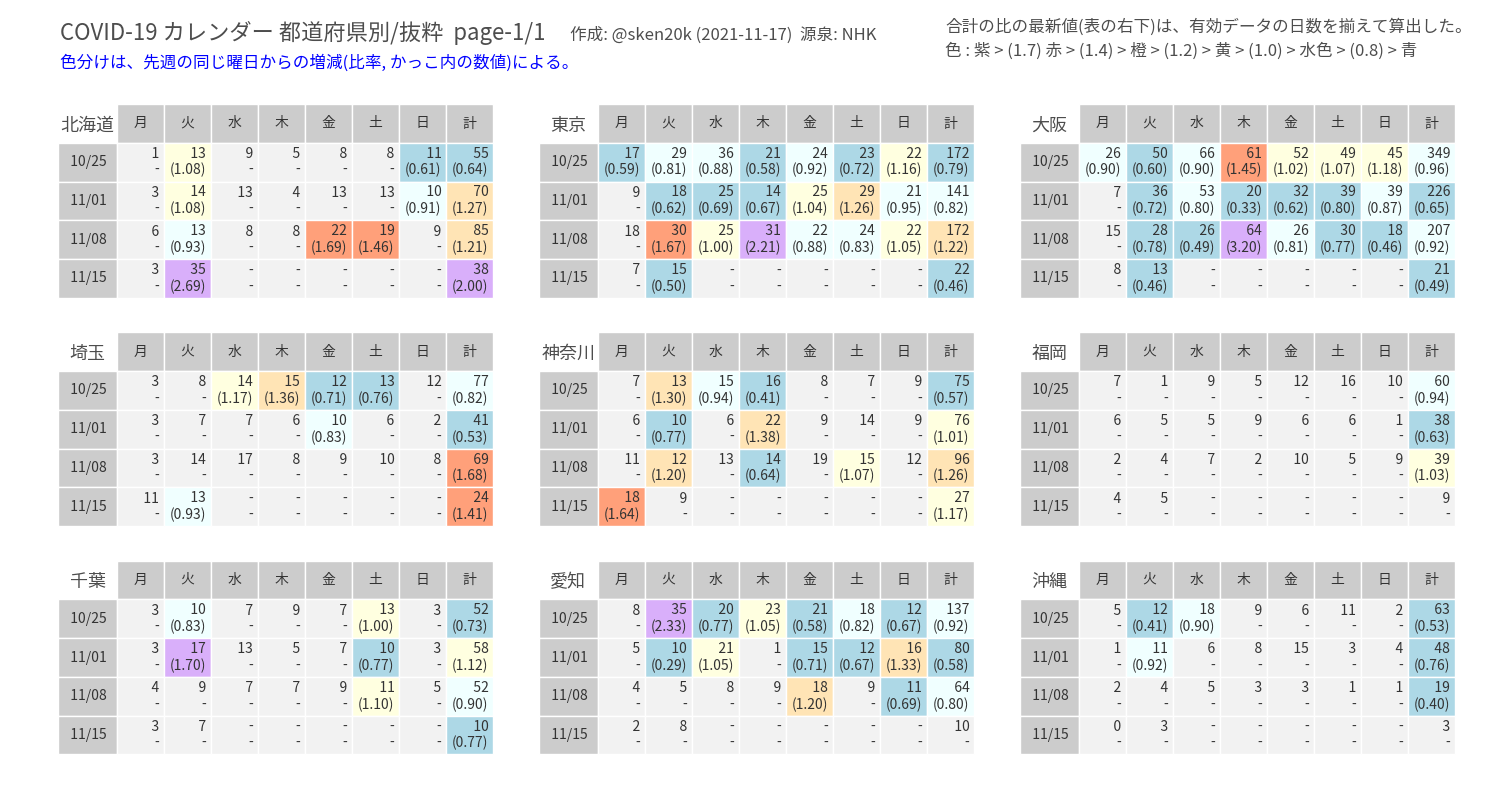 COVID-19 カレンダー 都道府県別/抜粋 page-1/1 作成: @sken20k (2021-11-17) 源泉: NHK
色分けは、先週の同じ曜日からの増減(比率, かっこ内の数値)による。
合計の比の最新値(表の右下)は、有効データの日数を揃えて算出した。
色 : 紫 > (1.7) 赤 > (1.4) 橙 > (1.2) 黄 > (1.0) > 水色 > (0.8) > 青
北海道 月 火 水 木 金 土 日 計
10/25 1 13 9 5 8 8 11 55
- (1.08) - - - - (0.61) (0.64)
11/01 3 14 13 4 13 13 10 70
- (1.08) - - - - (0.91) (1.27)
11/08 6 13 8 8 22 19 9 85
- (0.93) - - (1.69) (1.46) - (1.21)
11/15 3 35 - - - - - 38
- (2.69) - - - - - (2.00)
東京 月 火 水 木 金 土 日 計
10/25 17 29 36 21 24 23 22 172
(0.59) (0.81) (0.88) (0.58) (0.92) (0.72) (1.16) (0.79)
11/01 9 18 25 14 25 29 21 141
- (0.62) (0.69) (0.67) (1.04) (1.26) (0.95) (0.82)
11/08 18 30 25 31 22 24 22 172
- (1.67) (1.00) (2.21) (0.88) (0.83) (1.05) (1.22)
11/15 7 15 - - - - - 22
- (0.50) - - - - - (0.46)
大阪 月 火 水 木 金 土 日 計
10/25 26 50 66 61 52 49 45 349
(0.90) (0.60) (0.90) (1.45) (1.02) (1.07) (1.18) (0.96)
11/01 7 36 53 20 32 39 39 226
- (0.72) (0.80) (0.33) (0.62) (0.80) (0.87) (0.65)
11/08 15 28 26 64 26 30 18 207
- (0.78) (0.49) (3.20) (0.81) (0.77) (0.46) (0.92)
11/15 8 13 - - - - - 21
- (0.46) - - - - - (0.49)
埼玉 月 火 水 木 金 土 日 計
10/25 3 8 14 15 12 13 12 77
- - (1.17) (1.36) (0.71) (0.76) - (0.82)
11/01 3 7 7 6 10 6 2 41
- - - - (0.83) - - (0.53)
11/08 3 14 17 8 9 10 8 69
- - - - - - - (1.68)
11/15 11 13 - - - - - 24
- (0.93) - - - - - (1.41)
神奈川 月 火 水 木 金 土 日 計
10/25 7 13 15 16 8 7 9 75
- (1.30) (0.94) (0.41) - - - (0.57)
11/01 6 10 6 22 9 14 9 76
- (0.77) - (1.38) - - - (1.01)
11/08 11 12 13 14 19 15 12 96
- (1.20) - (0.64) - (1.07) - (1.26)
11/15 18 9 - - - - - 27
(1.64) - - - - - - (1.17)
福岡 月 火 水 木 金 土 日 計
10/25 7 1 9 5 12 16 10 60
- - - - - - - (0.94)
11/01 6 5 5 9 6 6 1 38
- - - - - - - (0.63)
11/08 2 4 7 2 10 5 9 39
- - - - - - - (1.03)
11/15 4 5 - - - - - 9
- - - - - - - -
千葉 月 火 水 木 金 土 日 計
10/25 3 10 7 9 7 13 3 52
- (0.83) - - - (1.00) - (0.73)
11/01 3 17 13 5 7 10 3 58
- (1.70) - - - (0.77) - (1.12)
11/08 4 9 7 7 9 11 5 52
- - - - - (1.10) - (0.90)
11/15 3 7 - - - - - 10
- - - - - - - (0.77)
愛知 月 火 水 木 金 土 日 計
10/25 8 35 20 23 21 18 12 137
- (2.33) (0.77) (1.05) (0.58) (0.82) (0.67) (0.92)
11/01 5 10 21 1 15 12 16 80
- (0.29) (1.05) - (0.71) (0.67) (1.33) (0.58)
11/08 4 5 8 9 18 9 11 64
- - - - (1.20) - (0.69) (0.80)
11/15 2 8 - - - - - 10
- - - - - - - -
沖縄 月 火 水 木 金 土 日 計
10/25 5 12 18 9 6 11 2 63
- (0.41) (0.90) - - - - (0.53)
11/01 1 11 6 8 15 3 4 48
- (0.92) - - - - - (0.76)
11/08 2 4 5 3 3 1 1 19
- - - - - - - (0.40)
11/15 0 3 - - - - - 3
- - - - - - - -